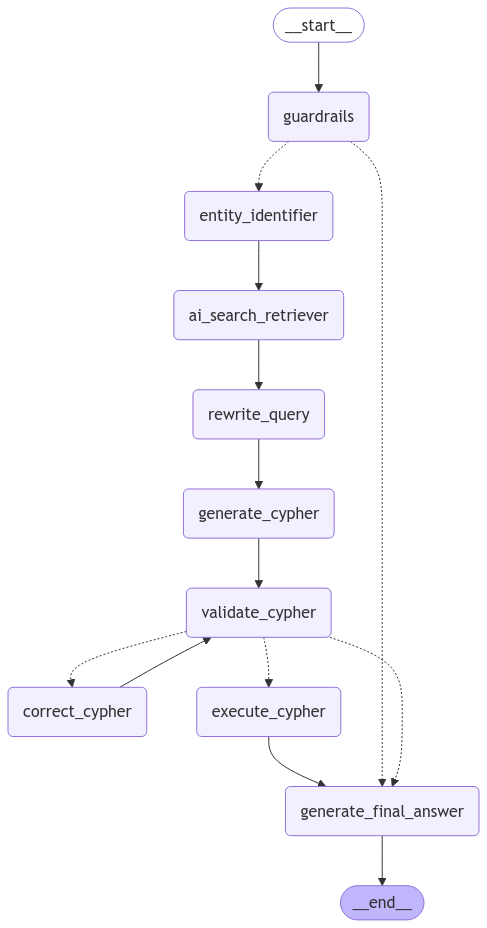 __start__
guardrails
entity_identifier
ai_search_retriever
rewrite_query
generate_cypher
validate_cypher
correct_cypher
execute_cypher
generate_final_answer
__end__